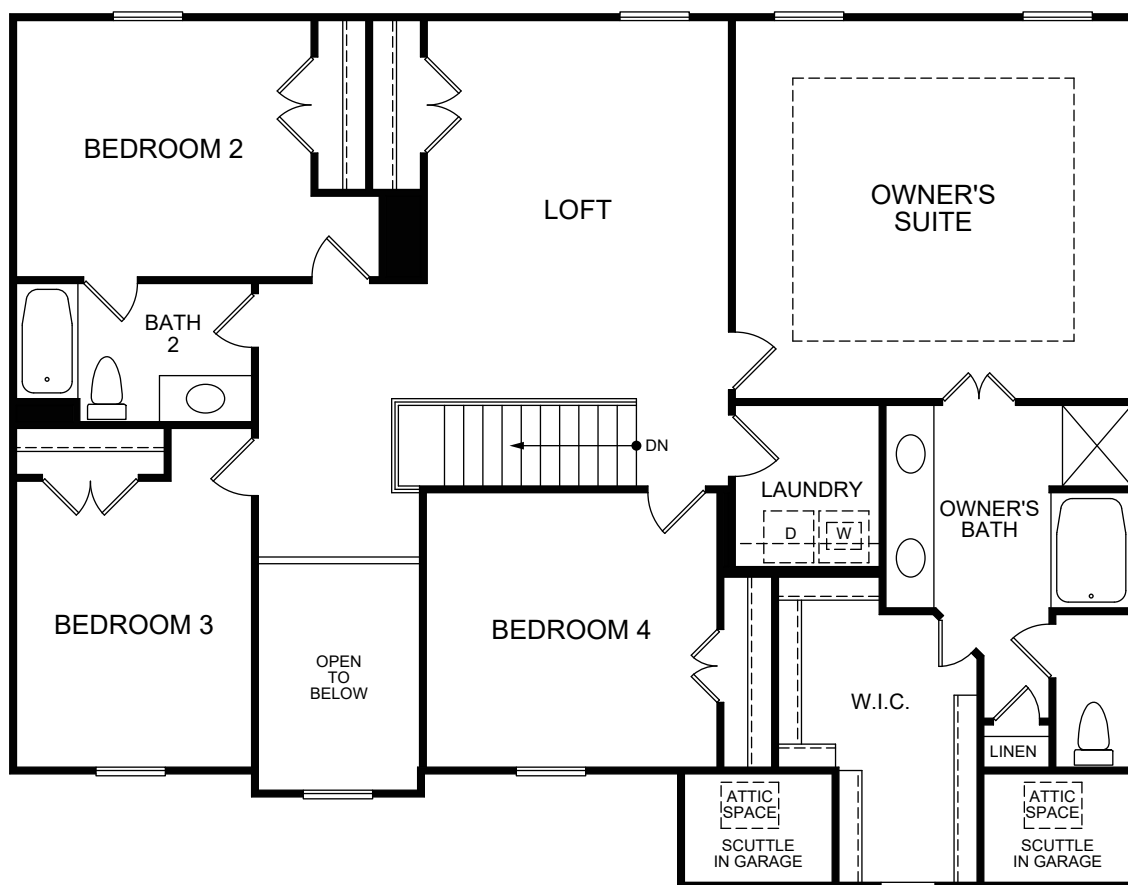 BEDROOM 2
LOFT
OWNER'S
SUITE
BATH
2
DN
LAUNDRY
D
W
OWNER'S
BATH
BEDROOM 3
OPEN
TO
BELOW
BEDROOM 4
W.I.C.
LINEN
ATTIC
SPACE
SCUTTLE
IN GARAGE
ATTIC
SPACE
SCUTTLE
IN GARAGE